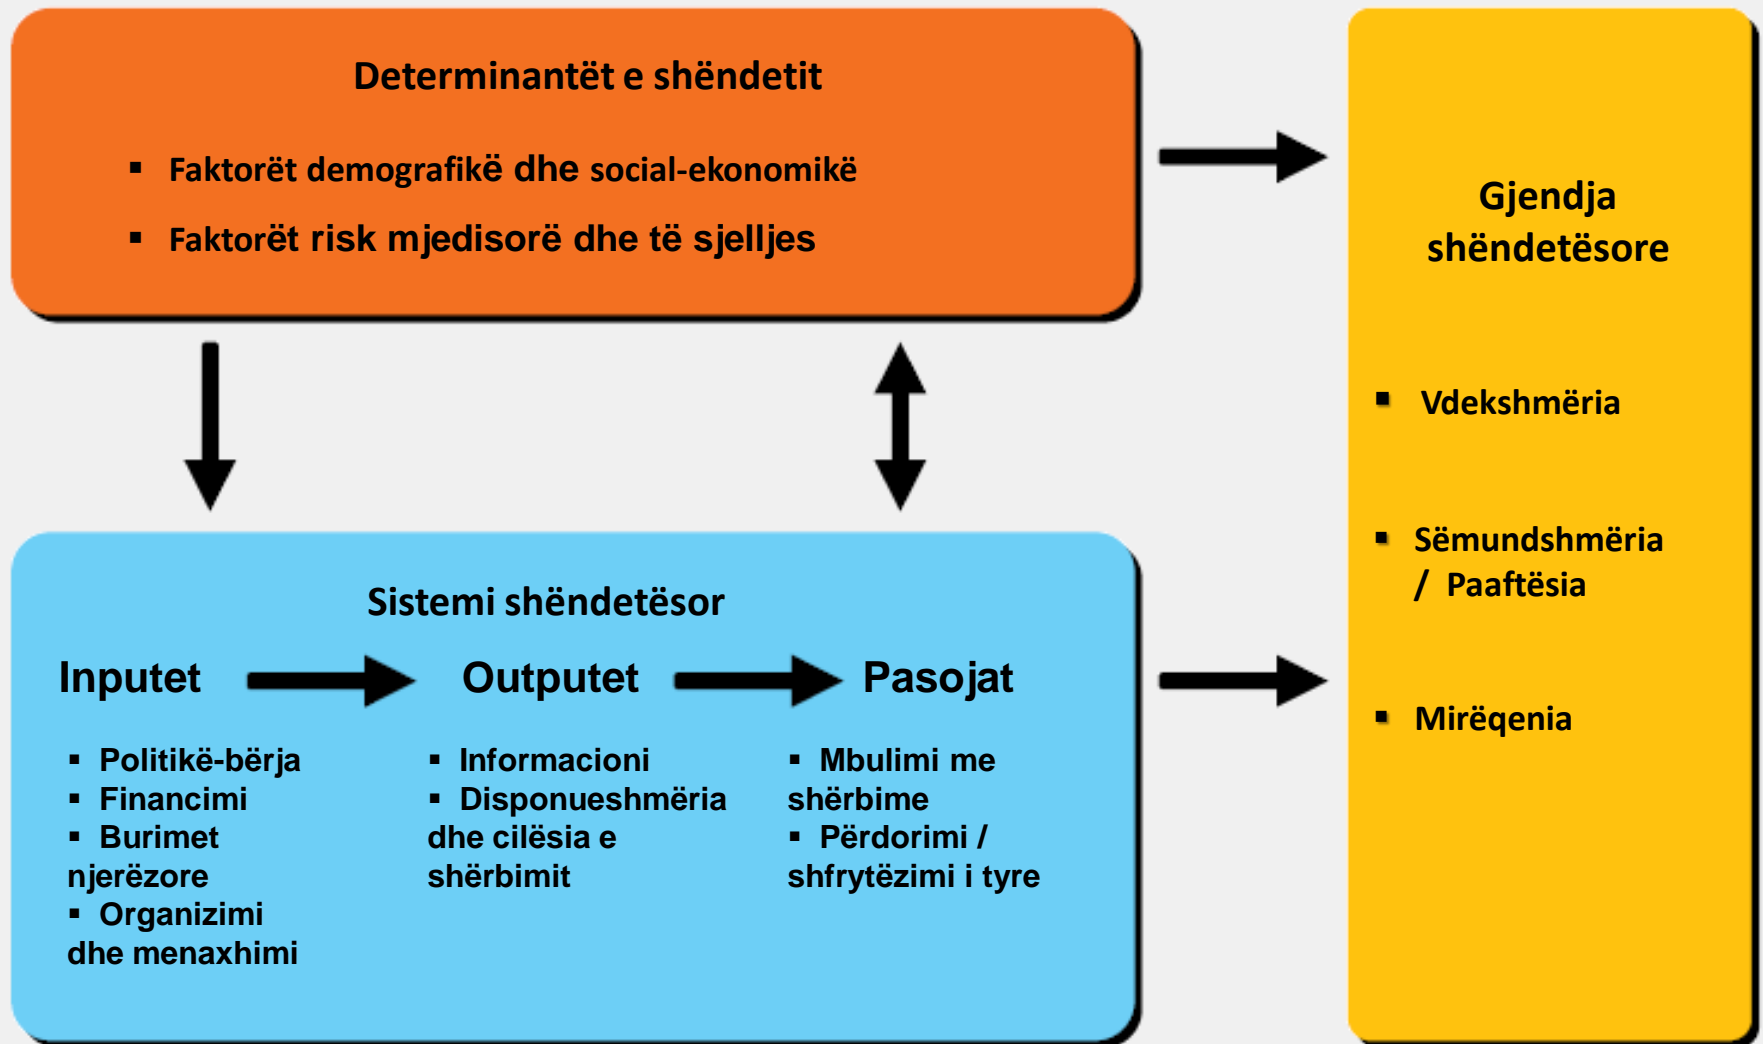 Determinantët e shëndetit
▪ Faktorët demografikë dhe social-ekonomikë
▪ Faktorët risk mjedisorë dhe të sjelljes
Sistemi shëndetësor
Inputet
▪ Politikë-bërja
▪ Financimi
▪ Burimet
njerëzore
▪ Organizimi
dhe menaxhimi
Outputet
▪ Informacioni
▪ Disponueshmëria
dhe cilësia e
shërbimit
Pasojat
▪ Mbulimi me
shërbime
▪ Përdorimi /
shfrytëzimi i tyre
Gjendja
shëndetësore
▪ Vdekshmëria
▪ Sëmundshmëria
/ Paaftësia
▪ Mirëqenia